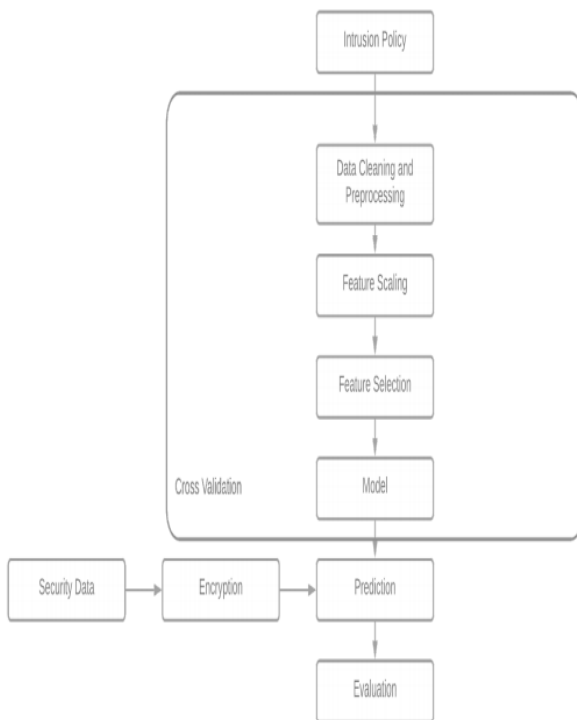 Intrusion Policy
Data Cleaning and
Preprocessing
Feature Scaling
Feature Selection
Cross Validation
Model
Security Data
Encryption
Prediction
Evaluation